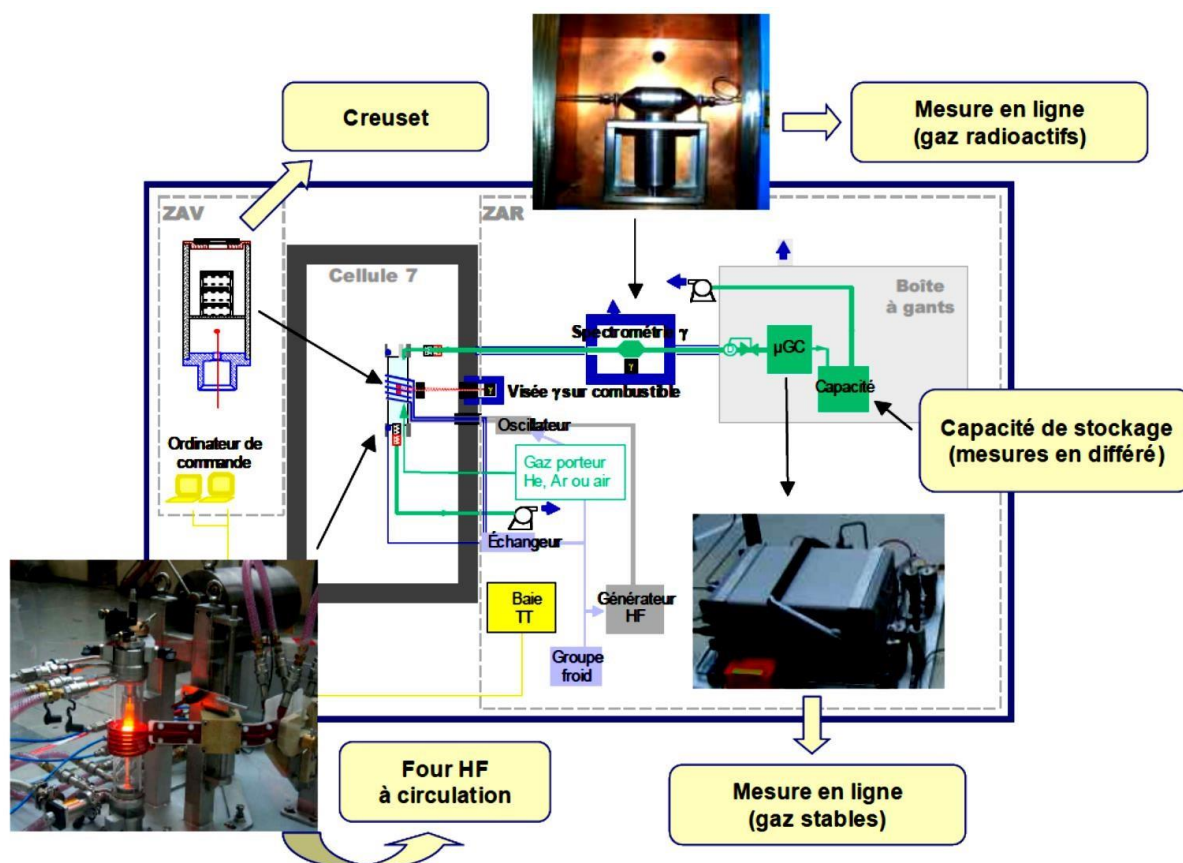 Creuset
Mesure en ligne
(gaz radioactifs)
ZAV
ZAR
Cellule 7
Boîte
à gants
Spectrométrie γ
γ
µGC
Capacité
Visée γ sur combustible
γ
Oscillateur
Capacité de stockage
(mesures en différé)
Ordinateur de
commande
Gaz porteur
He, Ar ou air
Échangeur
Baie
TT
Générateur
HF
Groupe
froid
Four HF
à circulation
Mesure en ligne
(gaz stables)